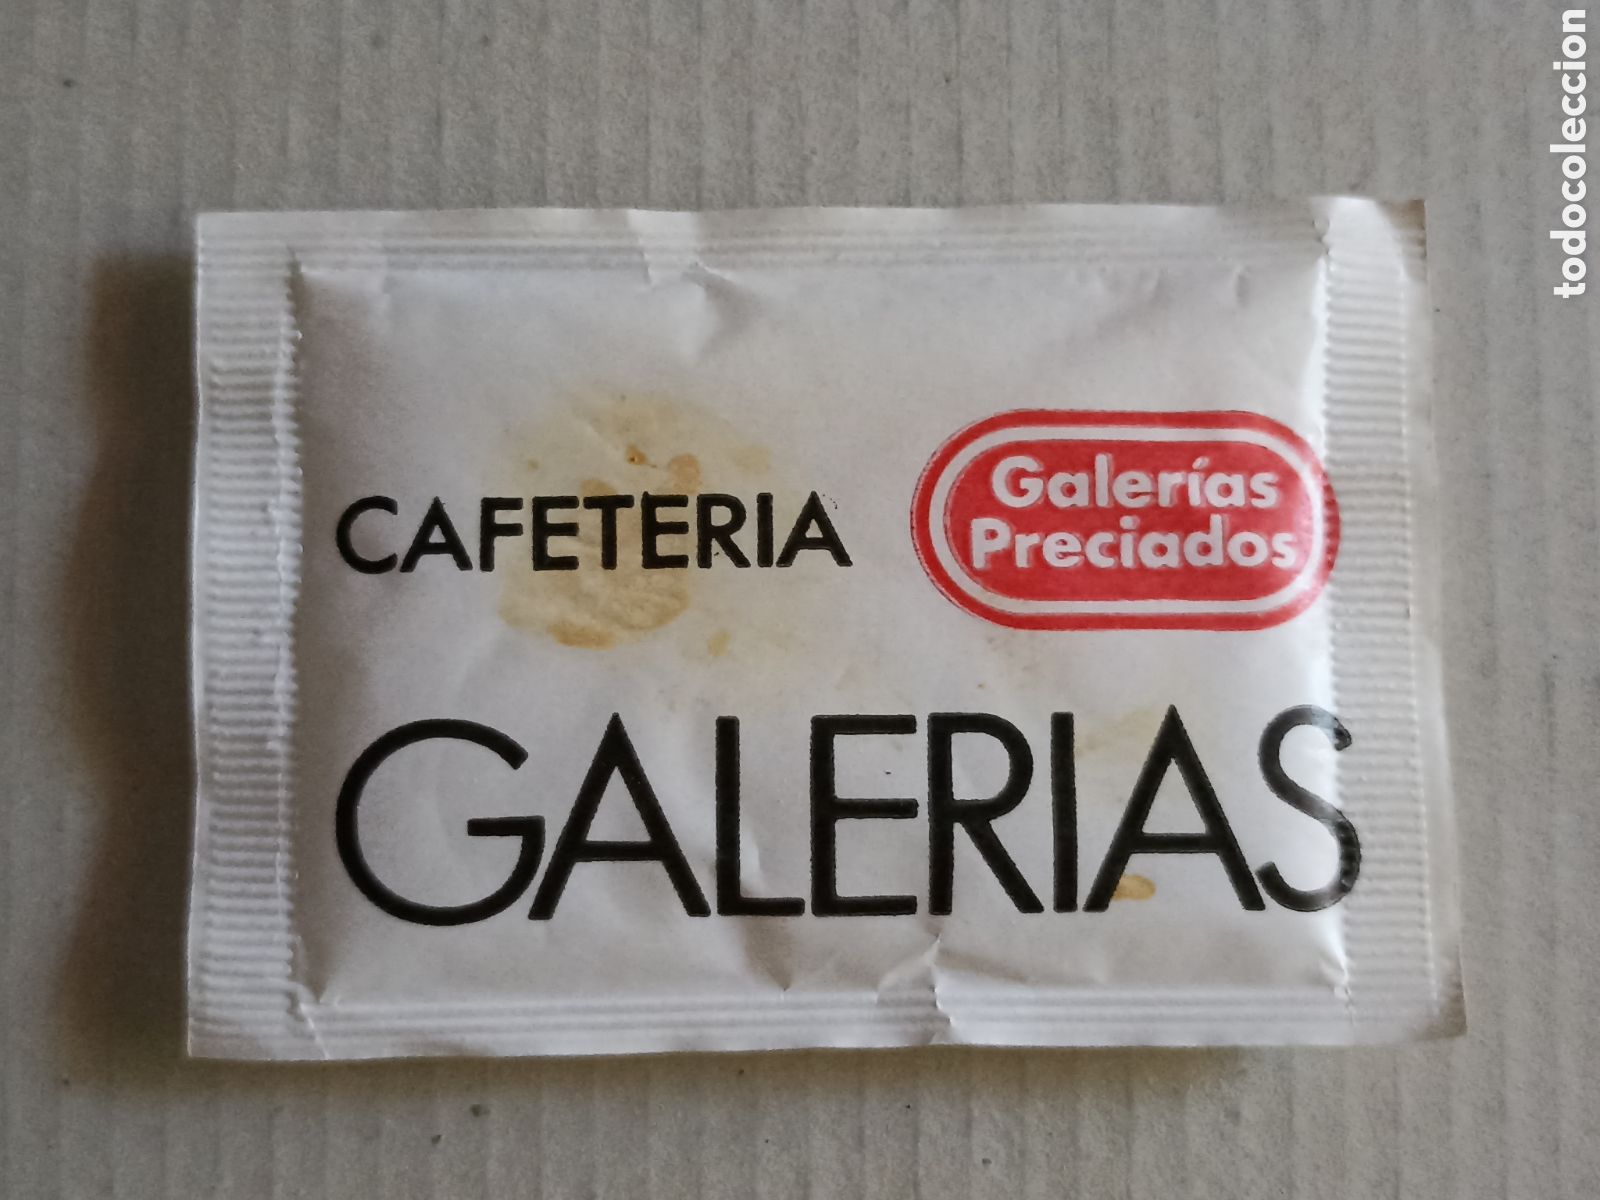 CAFETERIA
Galerías
Preciados
GALERIAS
todocoleccion